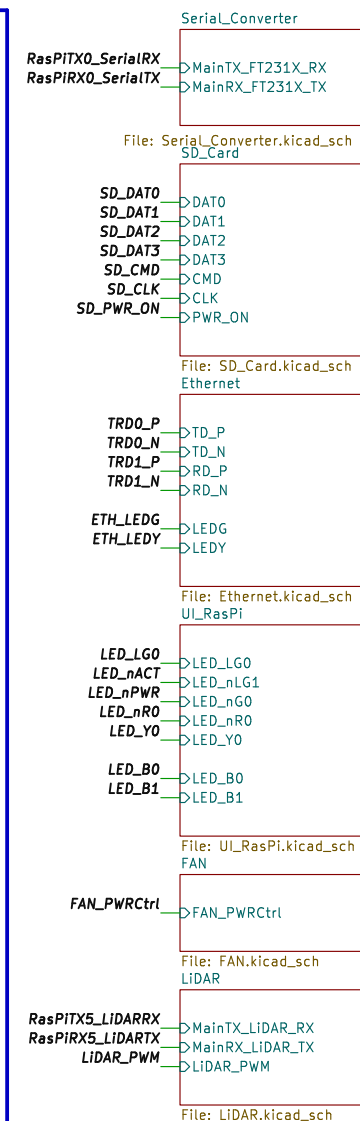 Serial_Converter
RasPiTX0_SerialRX MainTX_FT231X_RX
RasPiRX0_SerialTX MainRX_FT231X_TX
File: Serial_Converter.kicad_sch
SD_Card
SD_DAT0 DAT0
SD_DAT1 DAT1
SD_DAT2 DAT2
SD_DAT3 DAT3
SD_CMD CMD
SD_CLK CLK
SD_PWR_ON PWR_ON
File: SD_Card.kicad_sch
Ethernet
TRD0_P TD_P
TRD0_N TD_N
TRD1_P RD_P
TRD1_N RD_N
ETH_LEDG LEDG
ETH_LEDY LEDY
File: Ethernet.kicad_sch
UI_RasPi
LED_LG0 LED_LG0
LED_nACT LED_nLG1
LED_nPWR LED_nG0
LED_nR0 LED_nR0
LED_Y0 LED_Y0
LED_B0 LED_B0
LED_B1 LED_B1
File: UI_RasPi.kicad_sch
FAN
FAN_PWRCtrl FAN_PWRCtrl
File: FAN.kicad_sch
LiDAR
RasPiTX5_LiDARRX MainTX_LiDAR_RX
RasPiRX5_LiDARTX MainRX_LiDAR_TX
LiDAR_PWM LiDAR_PWM
File: LiDAR.kicad_sch